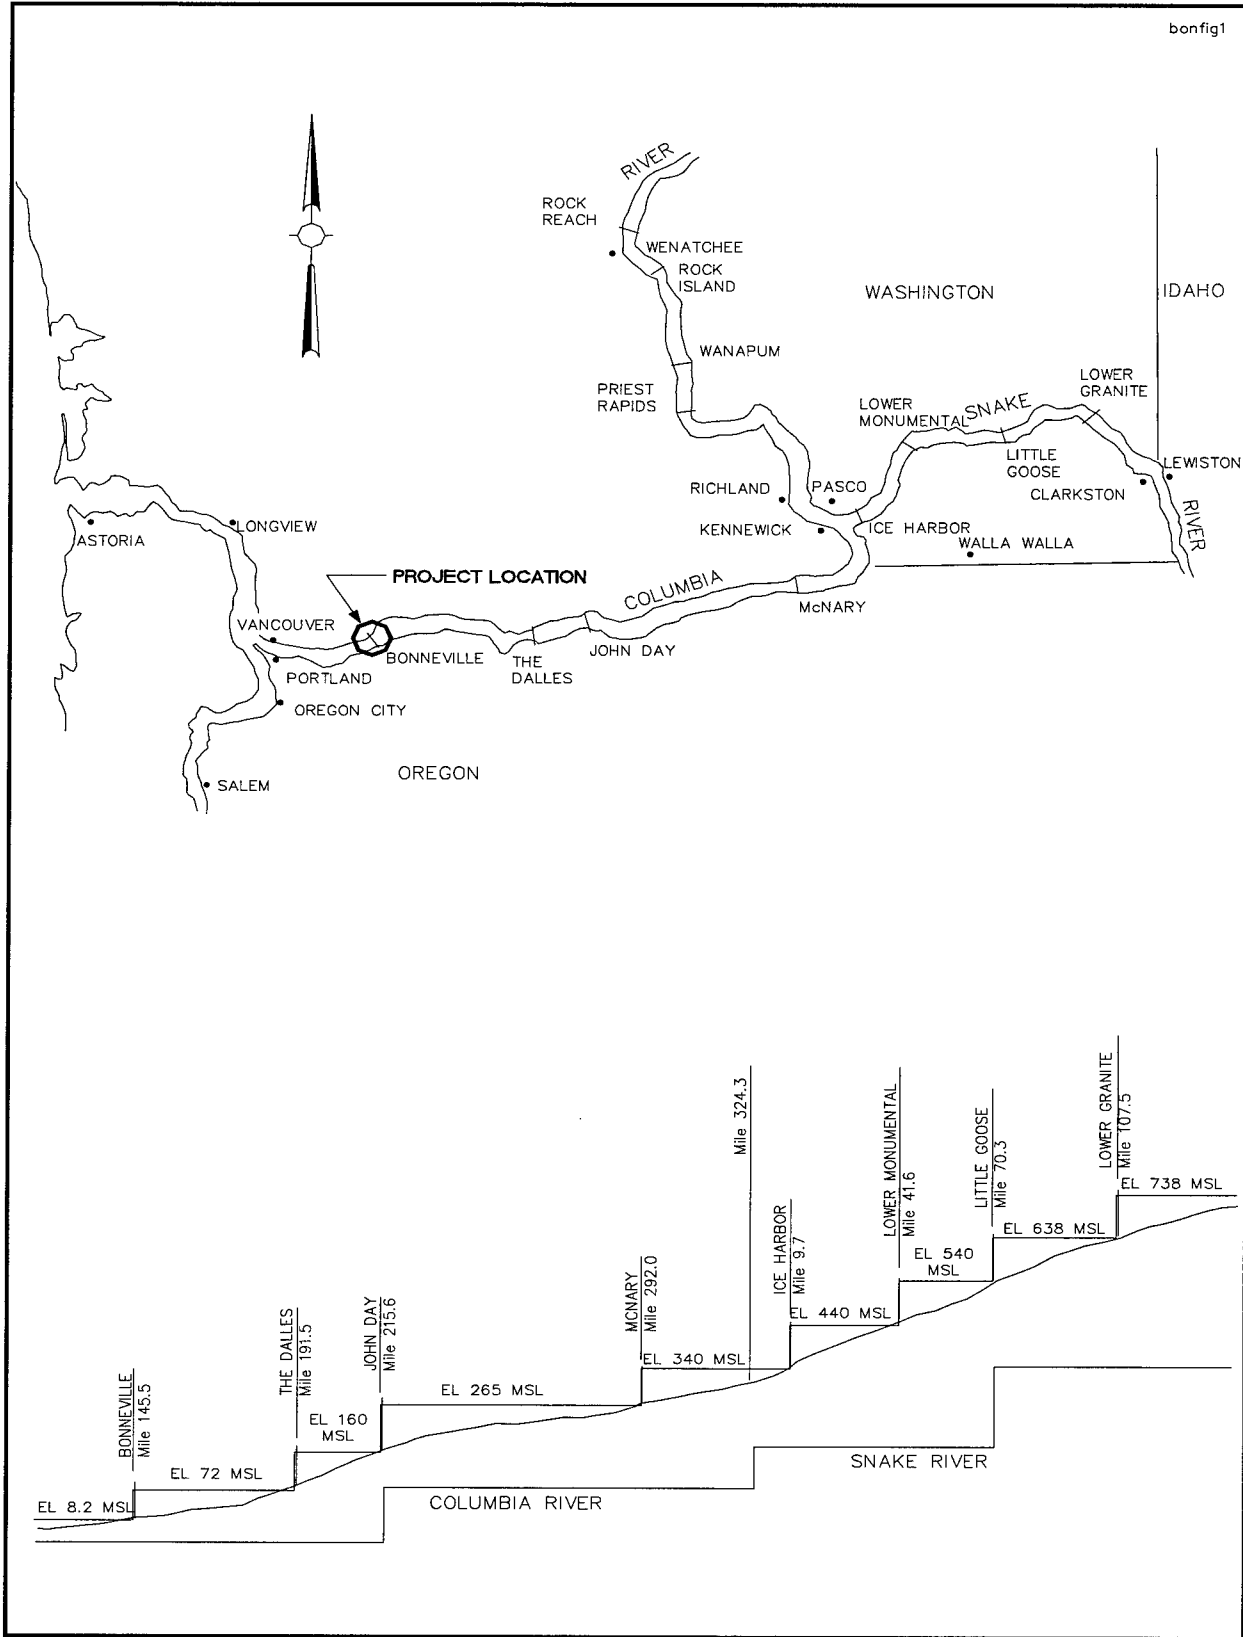 bonfig1
RIVER
ROCK
REACH
WENATCHEE
ROCK
ISLAND
WASHINGTON
IDAHO
WANAPUM
PRIEST
RAPIDS
LOWER
GRANITE
LOWER
MONUMENTAL
SNAKE
LITTLE
GOOSE
LEWISTON
CLARKSTON
RICHLAND
PASCO
KENNEWICK
ICE HARBOR
RIVER
WALLA WALLA
LONGVIEW
ASTORIA
PROJECT LOCATION
COLUMBIA
McNARY
VANCOUVER
BONNEVILLE
THE
DALLES
JOHN DAY
PORTLAND
OREGON CITY
OREGON
SALEM
BONNEVILLE
Mile 145.5
THE DALLES
Mile 191.5
JOHN DAY
Mile 215.6
MCNARY
Mile 292.0
Mile 324.3
ICE HARBOR
Mile 9.7
LOWER MONUMENTAL
Mile 41.6
LITTLE GOOSE
Mile 70.3
LOWER GRANITE
Mile 107.5
EL 8.2 MSL
EL 72 MSL
EL 160
MSL
EL 265 MSL
EL 340 MSL
EL 440 MSL
EL 540
MSL
EL 638 MSL
EL 738 MSL
COLUMBIA RIVER
SNAKE RIVER